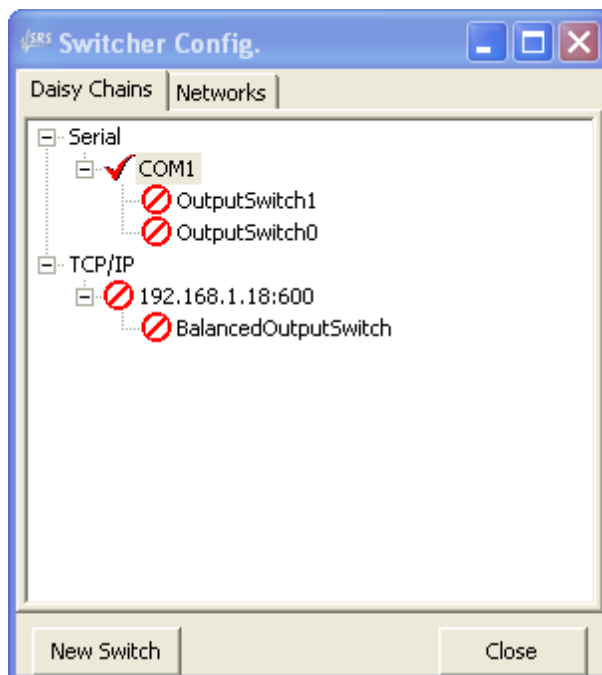 SRS Switcher Config.
Daisy Chains Networks
Serial
COM1
OutputSwitch1
OutputSwitch0
TCP/IP
192.168.1.18:600
BalancedOutputSwitch
New Switch Close